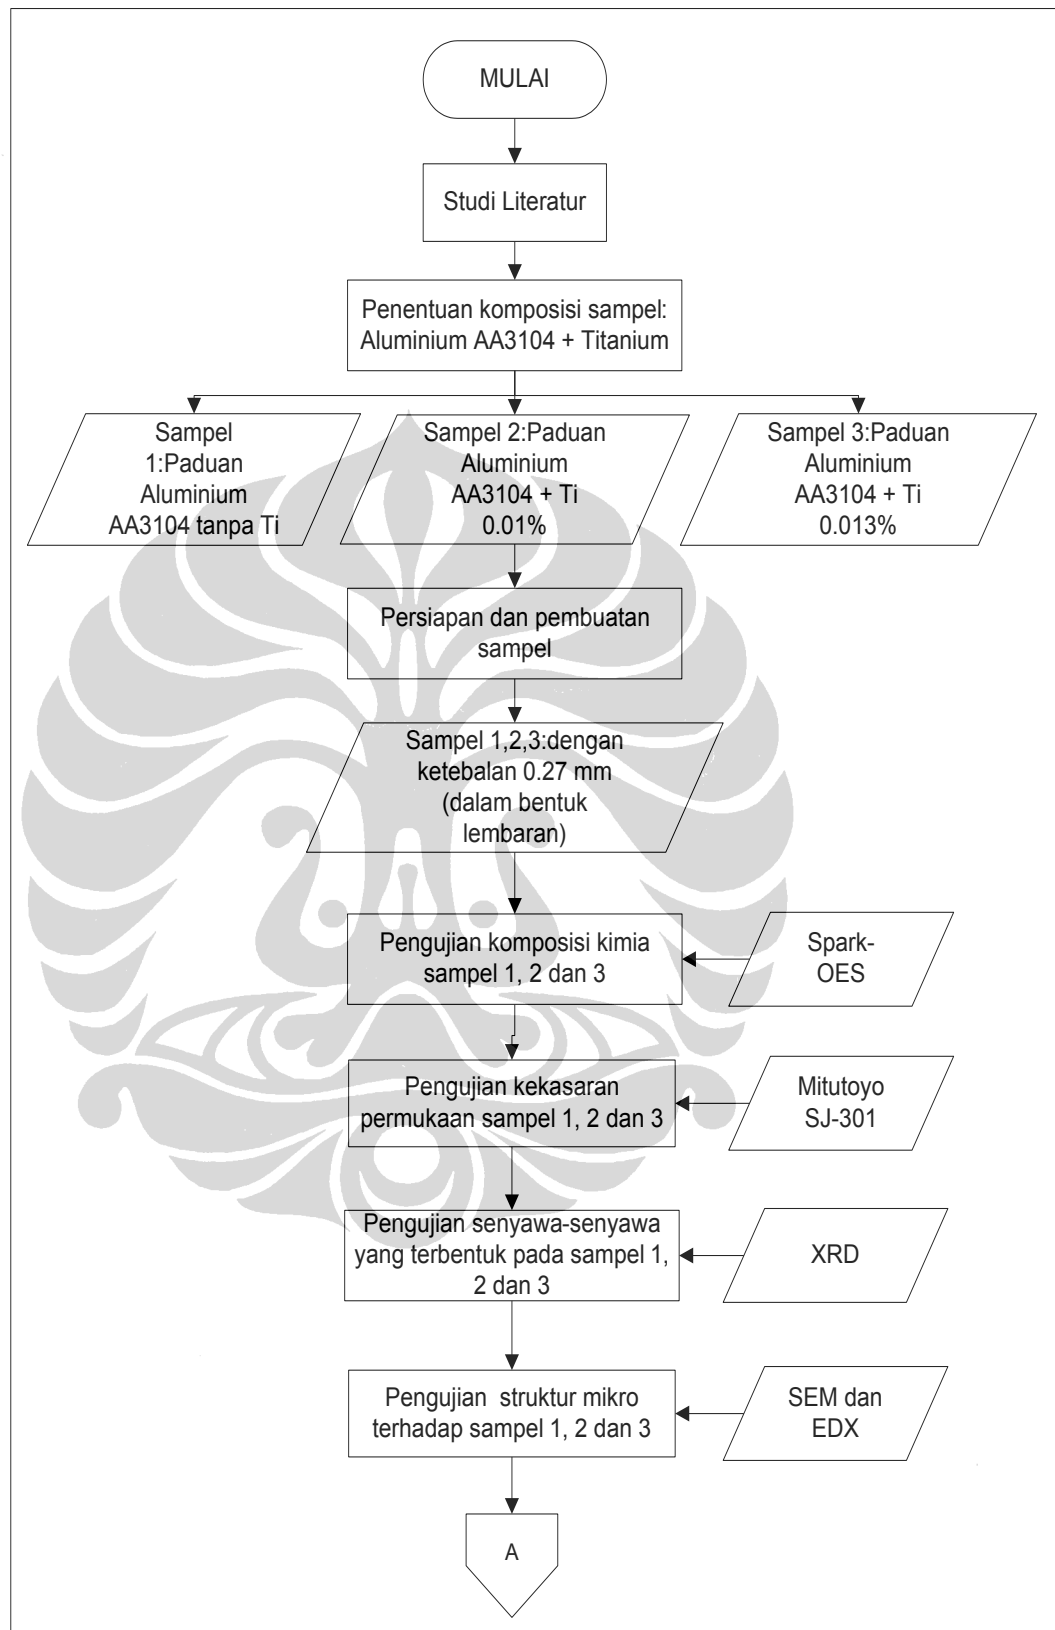 MULAI
Studi Literatur
Penentuan komposisi sampel:
Aluminium AA3104 + Titanium
Sampel
1:Paduan
Aluminium
AA3104 tanpa Ti
Sampel 2:Paduan
Aluminium
AA3104 + Ti
0.01%
Sampel 3:Paduan
Aluminium
AA3104 + Ti
0.013%
Persiapan dan pembuatan
sampel
Sampel 1,2,3:dengan
ketebalan 0.27 mm
(dalam bentuk
lembaran)
Pengujian komposisi kimia
sampel 1, 2 dan 3
Spark-
OES
Pengujian kekasaran
permukaan sampel 1, 2 dan 3
Mitutoyo
SJ-301
Pengujian senyawa-senyawa
yang terbentuk pada sampel 1,
2 dan 3
XRD
Pengujian  struktur mikro
terhadap sampel 1, 2 dan 3
SEM dan
EDX
A